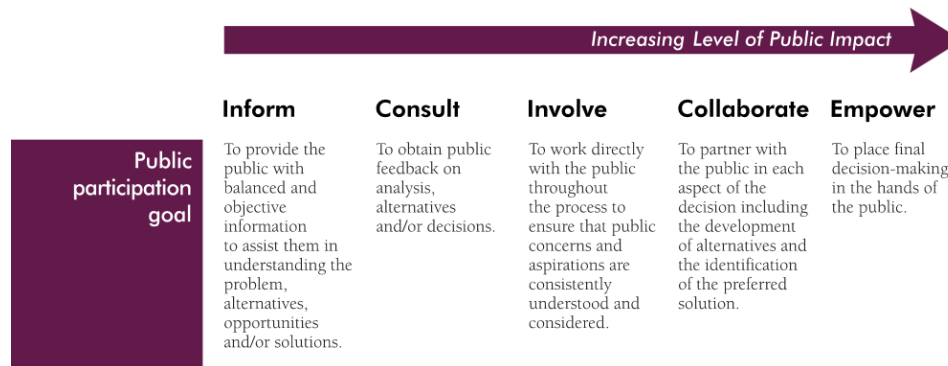 Increasing Level of Public Impact
Inform
Consult
Involve
Collaborate
Empower
Public
participation
goal
To provide the
public with
balanced and
objective
information
to assist them in
understanding the
problem,
alternatives,
opportunities
and/or solutions.
To obtain public
feedback on
analysis,
alternatives
and/or decisions.
To work directly
with the public
throughout
the process to
ensure that public
concerns and
aspirations are
consistently
understood and
considered.
To partner with
the public in each
aspect of the
decision including
the development
of alternatives and
the identification
of the preferred
solution.
To place final
decision-making
in the hands of
the public.